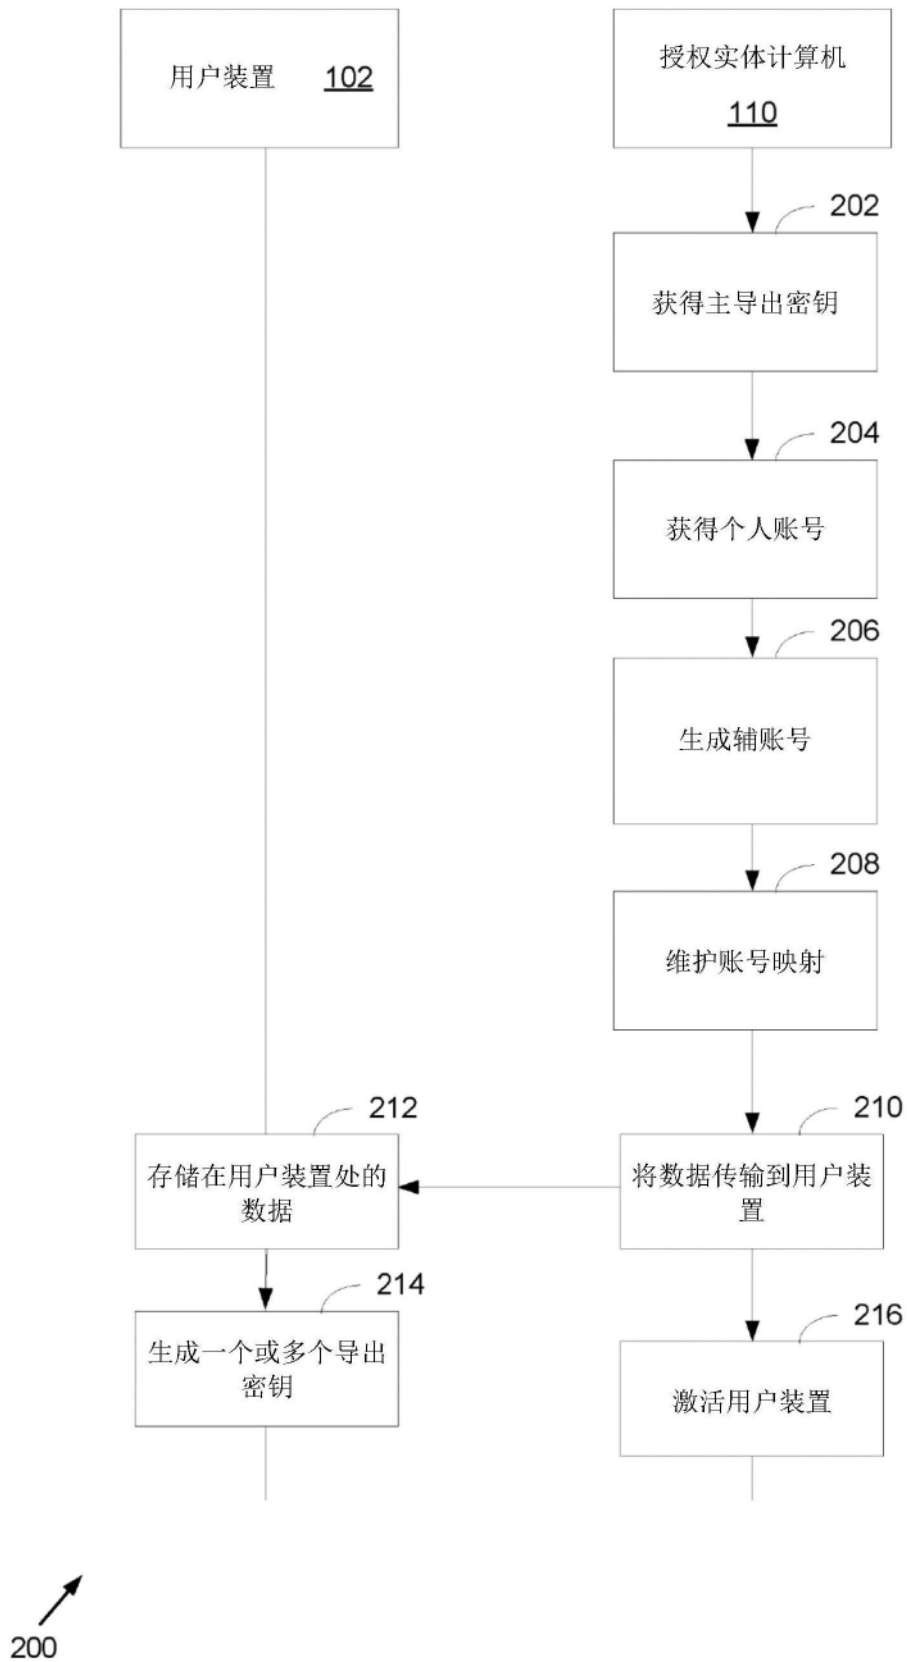 用户装置 102
授权实体计算机
110
202
获得主导出密钥
204
获得个人账号
206
生成辅账号
208
维护账号映射
212
存储在用户装置处的
数据
210
将数据传输到用户装
置
214
生成一个或多个导出
密钥
216
激活用户装置
200